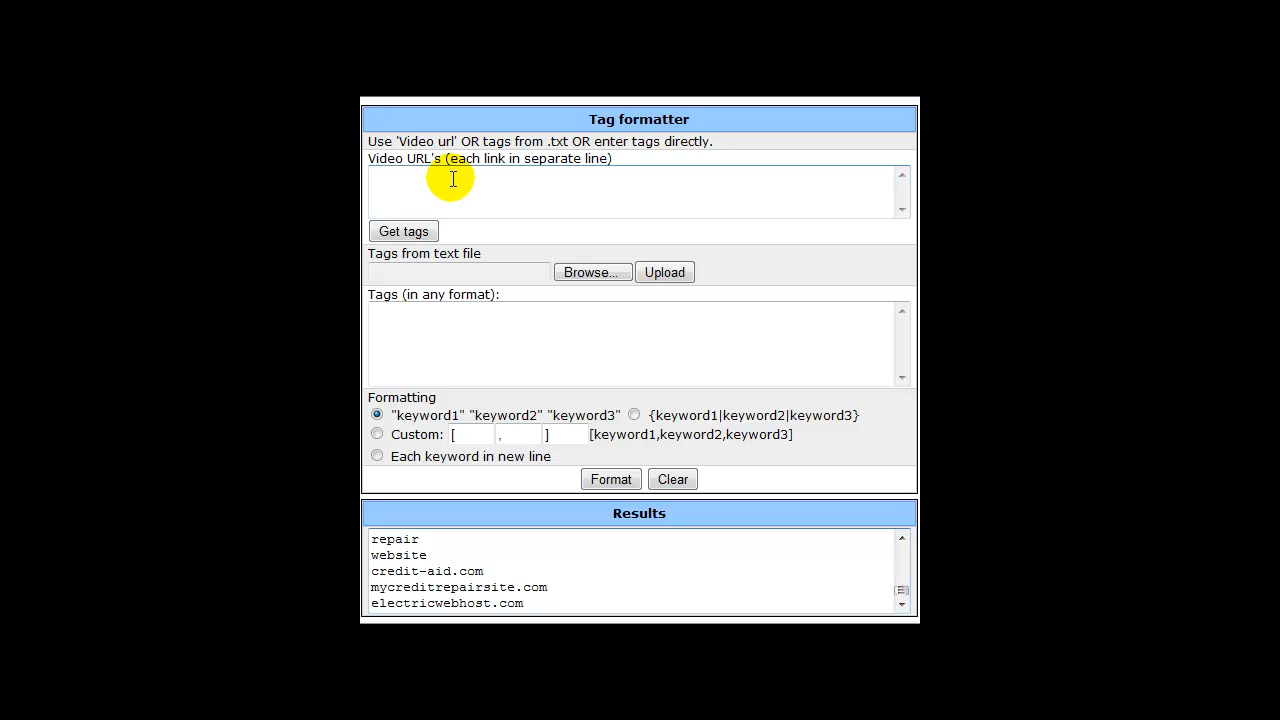 Tag formatter
Use 'Video url' OR tags from .txt OR enter tags directly.
Video URL's (each link in separate line)
Get tags
Tags from text file
Browse... Upload
Tags (in any format):
Formatting
"keyword1" "keyword2" "keyword3" {keyword1|keyword2|keyword3}
Custom: [ , ] [keyword1,keyword2,keyword3]
Each keyword in new line
Format Clear
Results
repair
website
credit-aid.com
mycreditrepairsite.com
electricwebhost.com